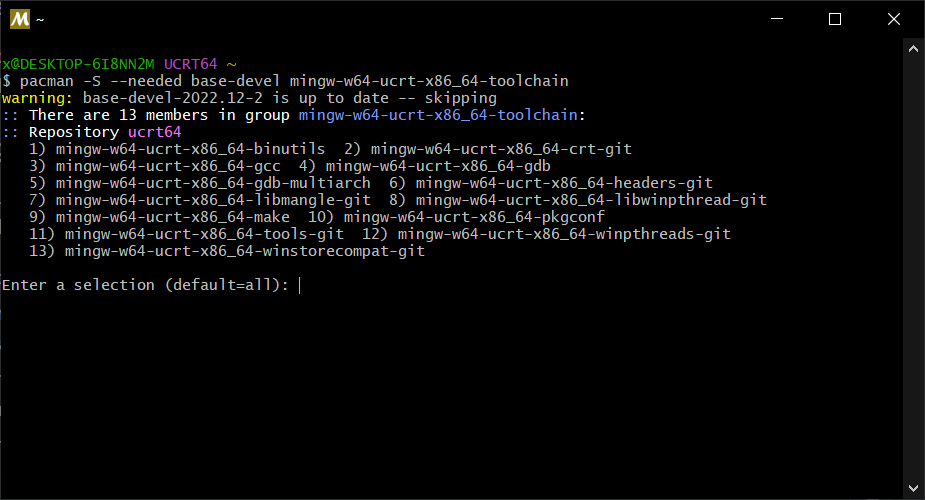 M ~
x@DESKTOP-6I8NN2M UCRT64 ~
$ pacman -S --needed base-devel mingw-w64-ucrt-x86_64-toolchain
warning: base-devel-2022.12-2 is up to date -- skipping
:: There are 13 members in group mingw-w64-ucrt-x86_64-toolchain:
:: Repository ucrt64
   1) mingw-w64-ucrt-x86_64-binutils  2) mingw-w64-ucrt-x86_64-crt-git
   3) mingw-w64-ucrt-x86_64-gcc  4) mingw-w64-ucrt-x86_64-gdb
   5) mingw-w64-ucrt-x86_64-gdb-multiarch  6) mingw-w64-ucrt-x86_64-headers-git
   7) mingw-w64-ucrt-x86_64-libmangle-git  8) mingw-w64-ucrt-x86_64-libwinpthread-git
   9) mingw-w64-ucrt-x86_64-make  10) mingw-w64-ucrt-x86_64-pkgconf
   11) mingw-w64-ucrt-x86_64-tools-git  12) mingw-w64-ucrt-x86_64-winpthreads-git
   13) mingw-w64-ucrt-x86_64-winstorecompat-git
Enter a selection (default=all):